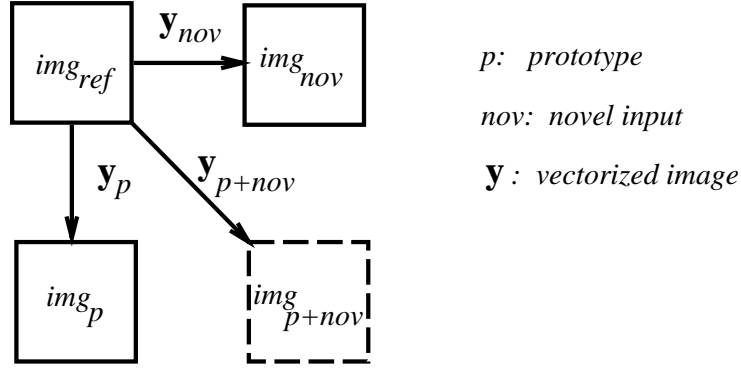 y_nov
img_ref
img_nov
p: prototype
nov: novel input
y_p
y_p+nov
y : vectorized image
img_p
img_p+nov